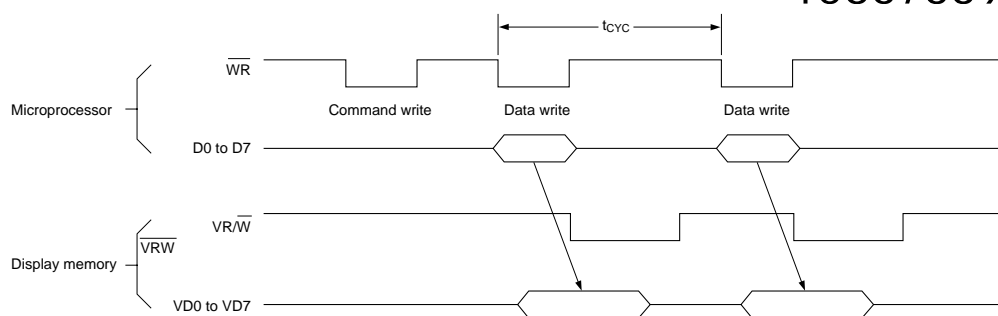 tCYC
WR
Command write
Data write
Data write
Microprocessor
D0 to D7
VR/W
VRW
Display memory
VD0 to VD7